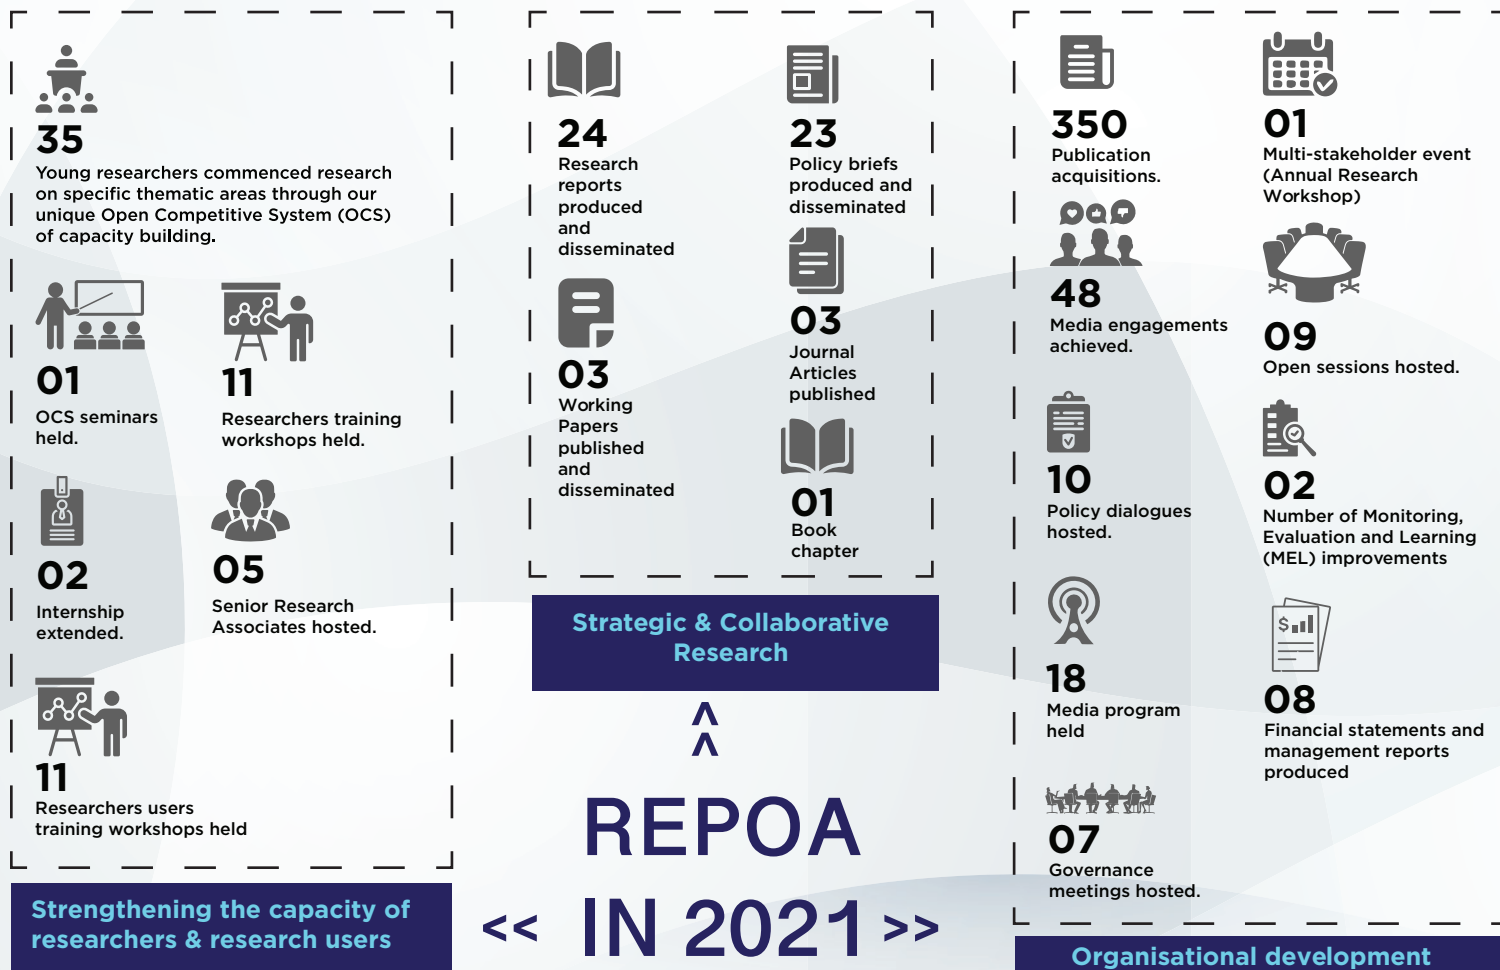 35
Young researchers commenced research
on specific thematic areas through our
unique Open Competitive System (OCS)
of capacity building.
01
OCS seminars
held.
11
Researchers training
workshops held.
02
Internship
extended.
05
Senior Research
Associates hosted.
11
Researchers users
training workshops held
Strengthening the capacity of
researchers & research users
24
Research
reports
produced
and
disseminated
23
Policy briefs
produced and
disseminated
03
Working
Papers
published
and
disseminated
03
Journal
Articles
published
01
Book
chapter
Strategic & Collaborative
Research
^
^
REPOA
<< IN 2021 >>
350
Publication
acquisitions.
01
Multi-stakeholder event
(Annual Research
Workshop)
48
Media engagements
achieved.
09
Open sessions hosted.
10
Policy dialogues
hosted.
02
Number of Monitoring,
Evaluation and Learning
(MEL) improvements
18
Media program
held
$
08
Financial statements and
management reports
produced
07
Governance
meetings hosted.
Organisational development